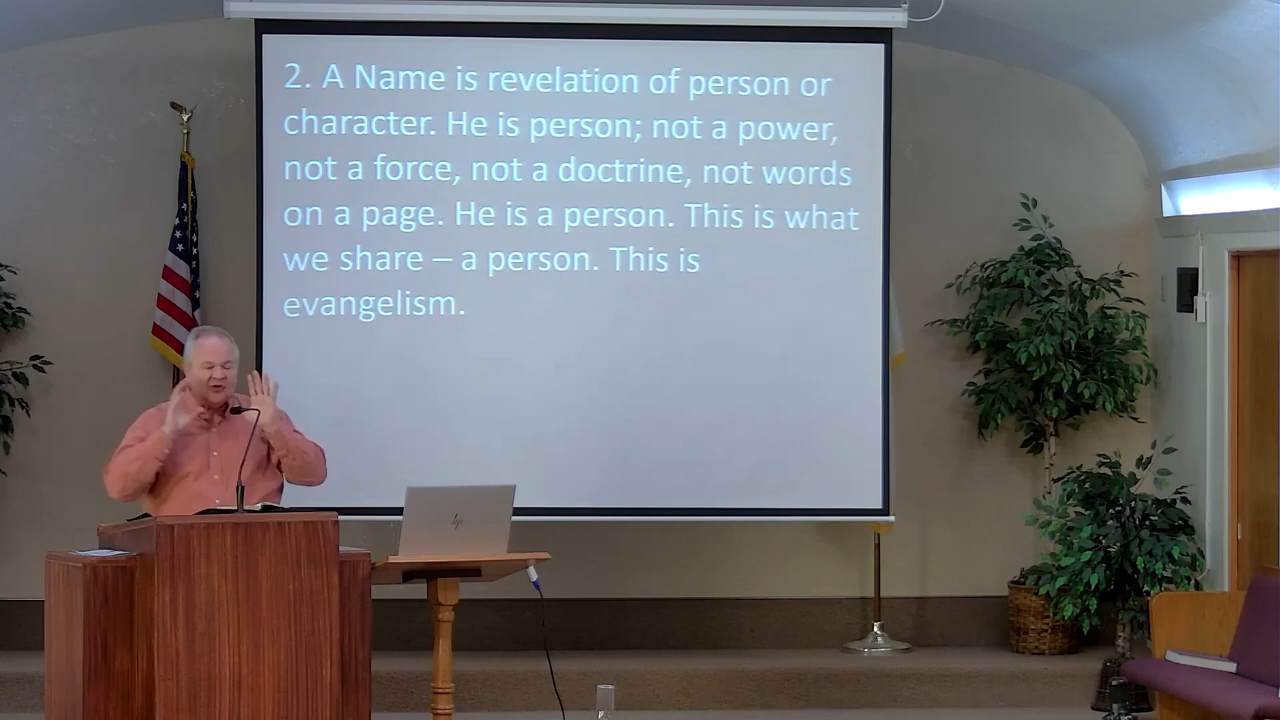 2. A Name is revelation of person or
character. He is person; not a power,
not a force, not a doctrine, not words
on a page. He is a person. This is what
we share – a person. This is
evangelism.
hp